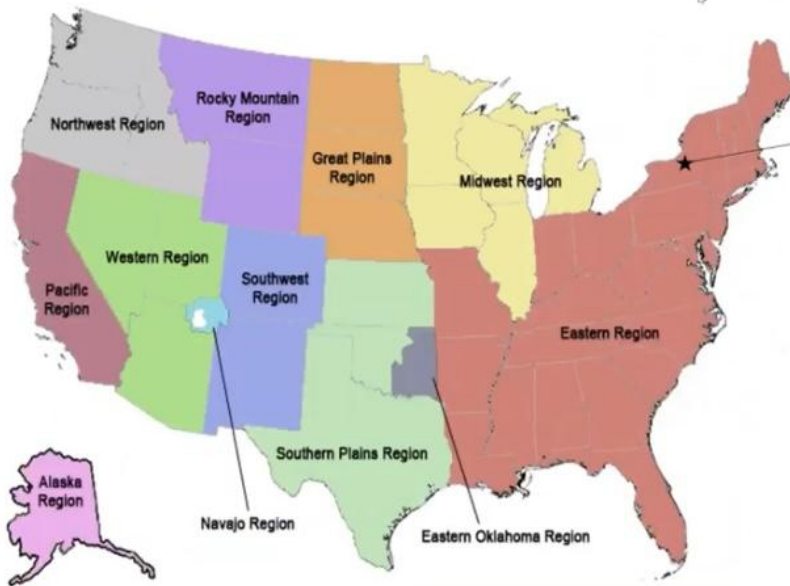 Northwest Region
Rocky Mountain
Region
Great Plains
Region
Midwest Region
Western Region
Southwest
Region
Pacific
Region
Eastern Region
Southern Plains Region
Alaska
Region
Navajo Region
Eastern Oklahoma Region